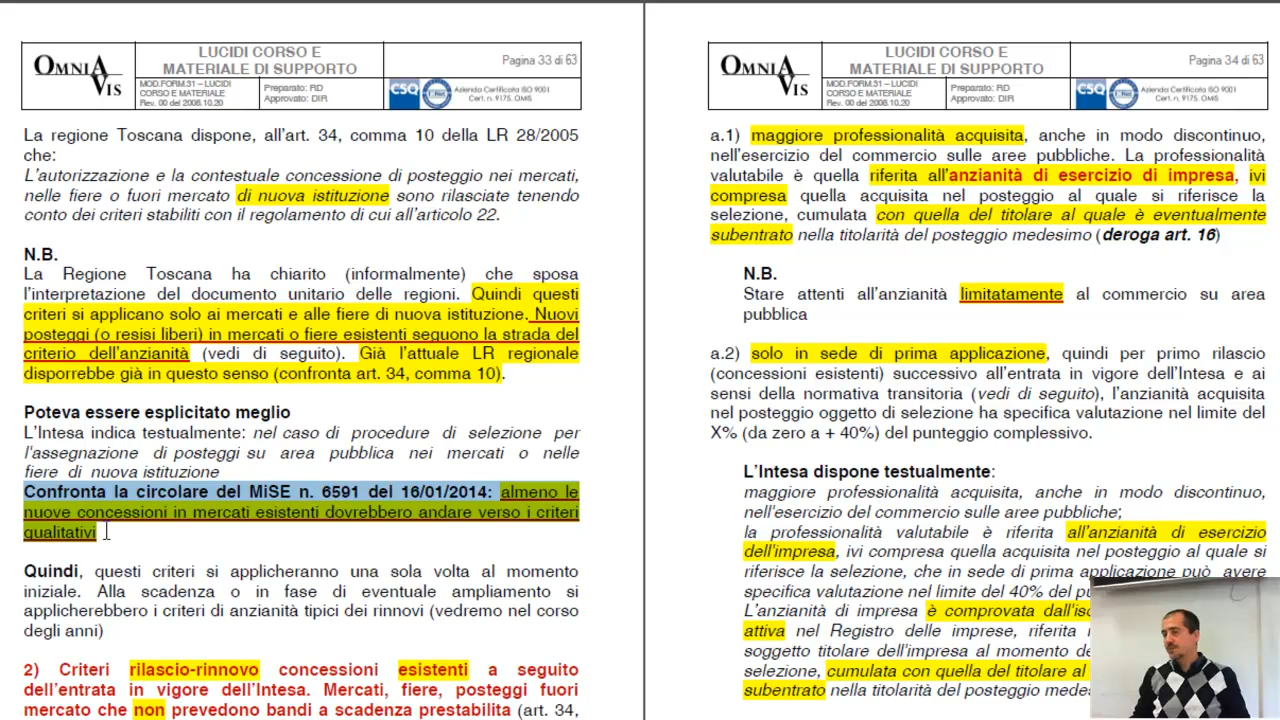 OMNIAVIS
LUCIDI CORSO E
MATERIALE DI SUPPORTO
Pagina 33 di 63
MOD.FORM.31 – LUCIDI
CORSO E MATERIALE
Rev. 00 del 2008.10.20
Preparato: RD
Approvato: DIR
CSQ
Azienda Certificata ISO 9001
Cert. n. 9175. OMIS
La regione Toscana dispone, all'art. 34, comma 10 della LR 28/2005
che:
L'autorizzazione e la contestuale concessione di posteggio nei mercati,
nelle fiere o fuori mercato di nuova istituzione sono rilasciate tenendo
conto dei criteri stabiliti con il regolamento di cui all'articolo 22.
N.B.
La Regione Toscana ha chiarito (informalmente) che sposa
l'interpretazione del documento unitario delle regioni. Quindi questi
criteri si applicano solo ai mercati e alle fiere di nuova istituzione. Nuovi
posteggi (o resisi liberi) in mercati o fiere esistenti seguono la strada del
criterio dell'anzianità (vedi di seguito). Già l'attuale LR regionale
disporrebbe già in questo senso (confronta art. 34, comma 10).
Poteva essere esplicitato meglio
L'Intesa indica testualmente: nel caso di procedure di selezione per
l'assegnazione di posteggi su area pubblica nei mercati o nelle
fiere di nuova istituzione
Confronta la circolare del MiSE n. 6591 del 16/01/2014: almeno le
nuove concessioni in mercati esistenti dovrebbero andare verso i criteri
qualitativi
Quindi, questi criteri si applicheranno una sola volta al momento
iniziale. Alla scadenza o in fase di eventuale ampliamento si
applicherebbero i criteri di anzianità tipici dei rinnovi (vedremo nel corso
degli anni)
2) Criteri rilascio-rinnovo concessioni esistenti a seguito
dell'entrata in vigore dell'Intesa. Mercati, fiere, posteggi fuori
mercato che non prevedono bandi a scadenza prestabilita (art. 34,
OMNIAVIS
LUCIDI CORSO E
MATERIALE DI SUPPORTO
Pagina 34 di 63
MOD.FORM.31 – LUCIDI
CORSO E MATERIALE
Rev. 00 del 2008.10.20
Preparato: RD
Approvato: DIR
CSQ
Azienda Certificata ISO 9001
Cert. n. 9175. OMIS
a.1) maggiore professionalità acquisita, anche in modo discontinuo,
nell'esercizio del commercio sulle aree pubbliche. La professionalità
valutabile è quella riferita all'anzianità di esercizio di impresa, ivi
compresa quella acquisita nel posteggio al quale si riferisce la
selezione, cumulata con quella del titolare al quale è eventualmente
subentrato nella titolarità del posteggio medesimo (deroga art. 16)
N.B.
Stare attenti all'anzianità limitatamente al commercio su area
pubblica
a.2) solo in sede di prima applicazione, quindi per primo rilascio
(concessioni esistenti) successivo all'entrata in vigore dell'Intesa e ai
sensi della normativa transitoria (vedi di seguito), l'anzianità acquisita
nel posteggio oggetto di selezione ha specifica valutazione nel limite del
X% (da zero a + 40%) del punteggio complessivo.
L'Intesa dispone testualmente:
maggiore professionalità acquisita, anche in modo discontinuo,
nell'esercizio del commercio su aree pubbliche;
la professionalità valutabile è riferita all'anzianità di esercizio
dell'impresa, ivi compresa quella acquisita nel posteggio al quale si
riferisce la selezione, che in sede di prima applicazione può avere
specifica valutazione nel limite del 40% del
L'anzianità di impresa è comprovata
attiva nel Registro delle imprese, riferita
soggetto titolare dell'impresa al momento
selezione, cumulata con quella del titolare al
subentrato nella titolarità del posteggio